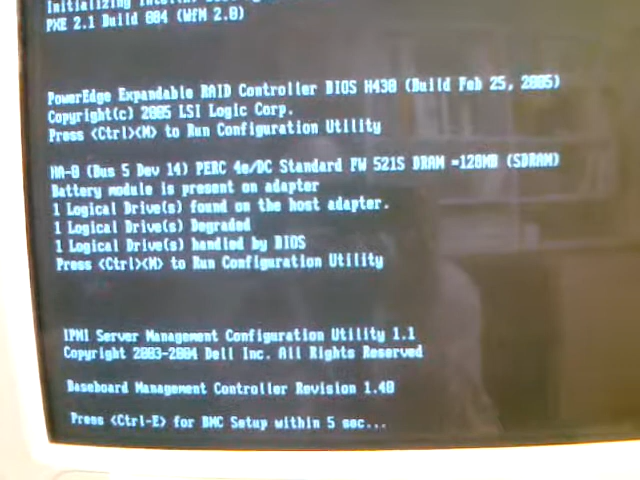 Initializing Intel(R)
PXE 2.1 Build 084 (WfM 2.0)
PowerEdge Expandable RAID Controller BIOS H430 (Build Feb 25, 2005)
Copyright(c) 2005 LSI Logic Corp.
Press <Ctrl><M> to Run Configuration Utility
HA-0 (Bus 5 Dev 14) PERC 4e/DC Standard FW 521S DRAM =128MB (SDRAM)
Battery module is present on adapter
1 Logical Drive(s) found on the host adapter.
1 Logical Drive(s) Degraded
1 Logical Drive(s) handled by BIOS
Press <Ctrl><M> to Run Configuration Utility
IPMI Server Management Configuration Utility 1.1
Copyright 2003-2004 Dell Inc. All Rights Reserved
Baseboard Management Controller Revision 1.40
Press <Ctrl-E> for BMC Setup within 5 sec...